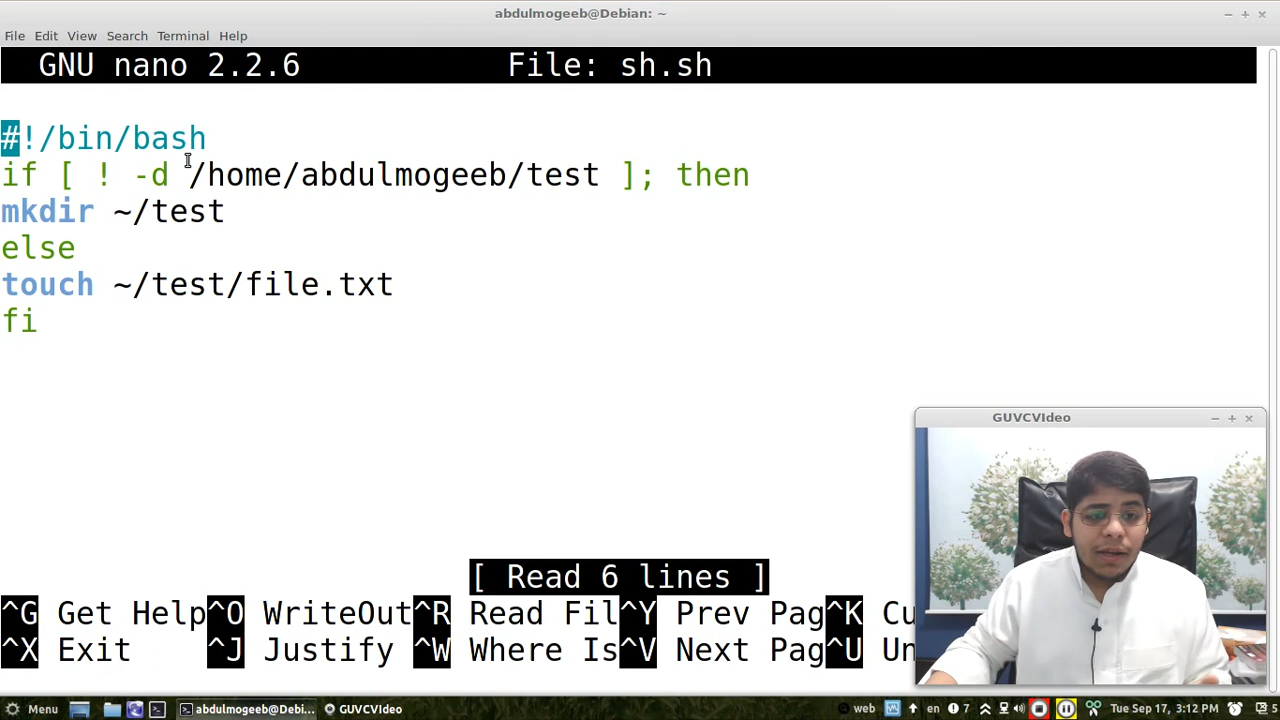 abdulmogeeb@Debian: ~
File Edit View Search Terminal Help
GNU nano 2.2.6 File: sh.sh
#!/bin/bash
if [ ! -d /home/abdulmogeeb/test ]; then
mkdir ~/test
else
touch ~/test/file.txt
fi
GUVCVIdeo
[ Read 6 lines ]
^G Get Help^O WriteOut^R Read Fil^Y Prev Pag^K Cu
^X Exit ^J Justify ^W Where Is^V Next Pag^U Un
Menu abdulmogeeb@Debi... GUVCVIdeo web en 7 Tue Sep 17, 3:12 PM 5